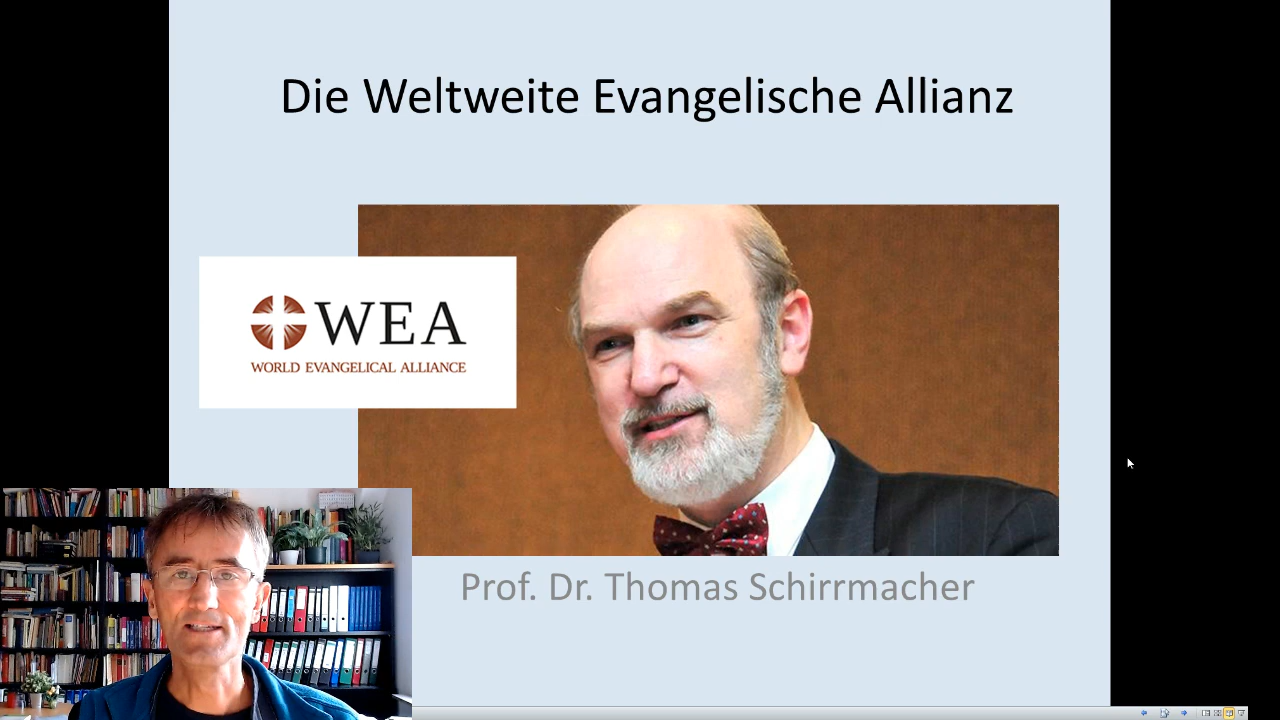 Die Weltweite Evangelische Allianz
WEA
WORLD EVANGELICAL ALLIANCE
Prof. Dr. Thomas Schirrmacher